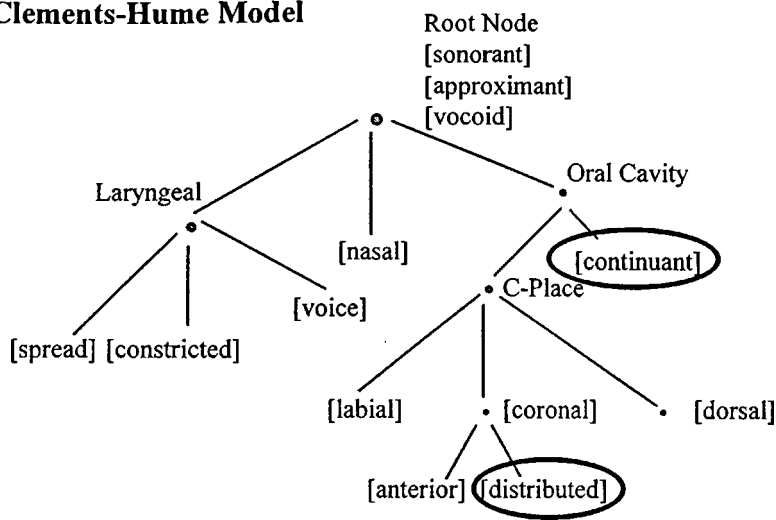 Clements-Hume Model
Root Node
[sonorant]
[approximant]
[vocoid]
Laryngeal
Oral Cavity
[nasal]
[continuant]
C-Place
[voice]
[spread] [constricted]
[labial]
[coronal]
[dorsal]
[anterior]
[distributed]